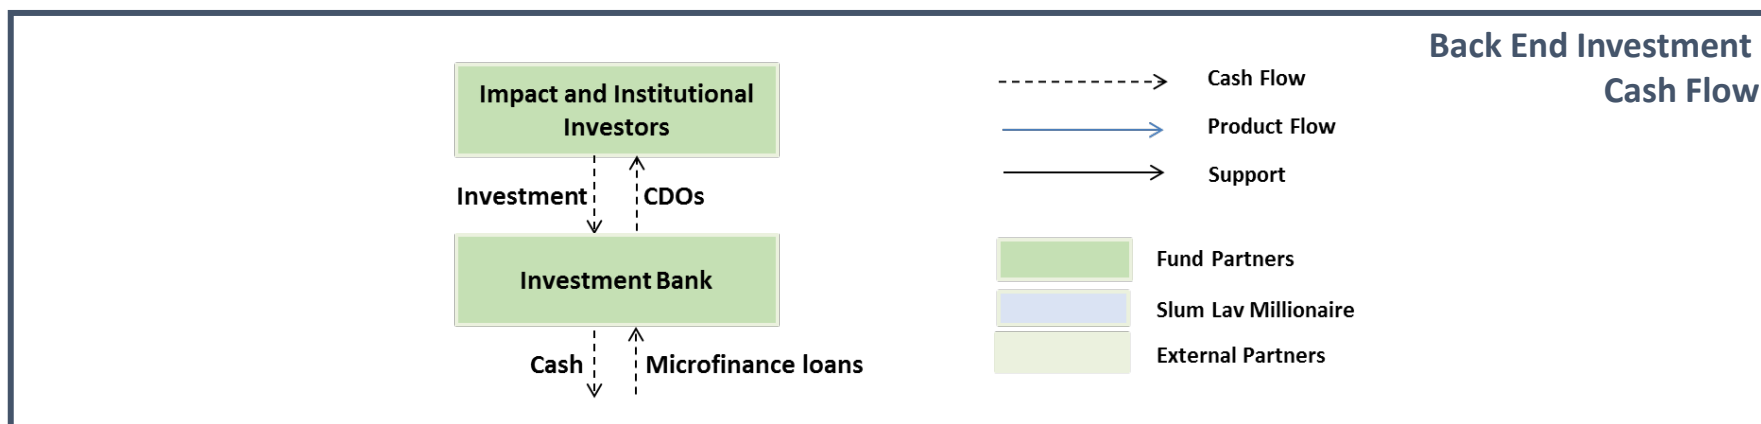 Back End Investment
Cash Flow
Impact and Institutional
Investors
Investment
CDOs
Investment Bank
Cash
Microfinance loans
Cash Flow
Product Flow
Support
Fund Partners
Slum Lav Millionaire
External Partners